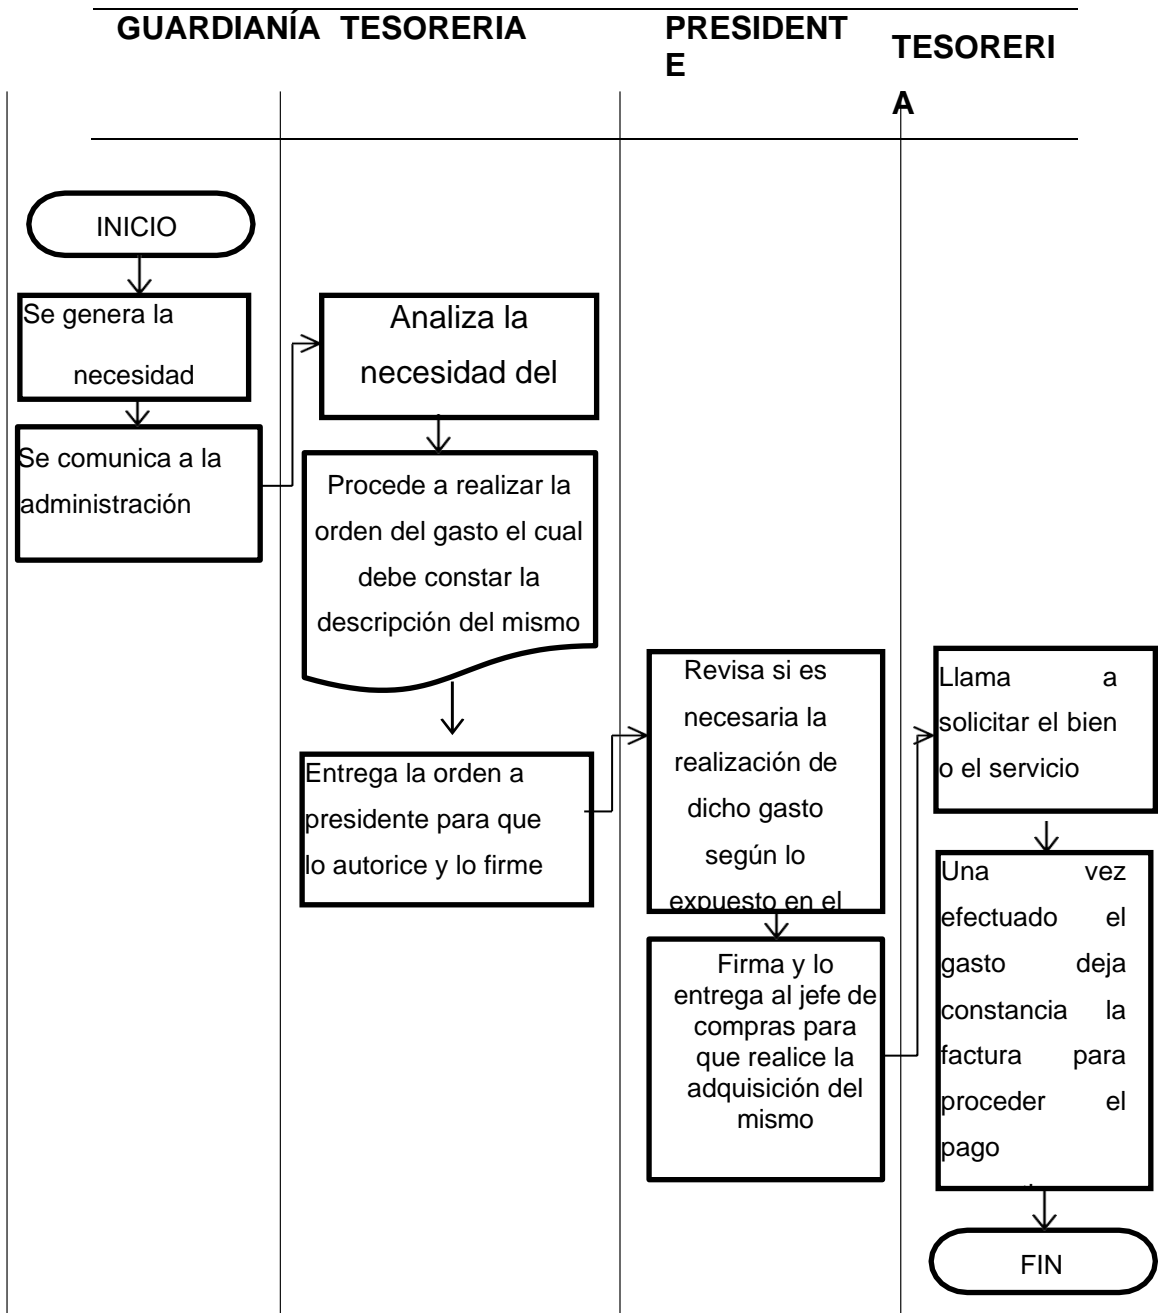 GUARDIANÍA TESORERIA PRESIDENT
E
TESORERI
A
INICIO
Se genera la
necesidad
Se comunica a la
administración
Analiza la
necesidad del
Procede a realizar la
orden del gasto el cual
debe constar la
descripción del mismo
Entrega la orden a
presidente para que
lo autorice y lo firme
Revisa si es
necesaria la
realización de
dicho gasto
según lo
expuesto en el
Firma y lo
entrega al jefe de
compras para
que realice la
adquisición del
mismo
Llama a
solicitar el bien
o el servicio
Una vez
efectuado el
gasto deja
constancia la
factura para
proceder el
pago
FIN